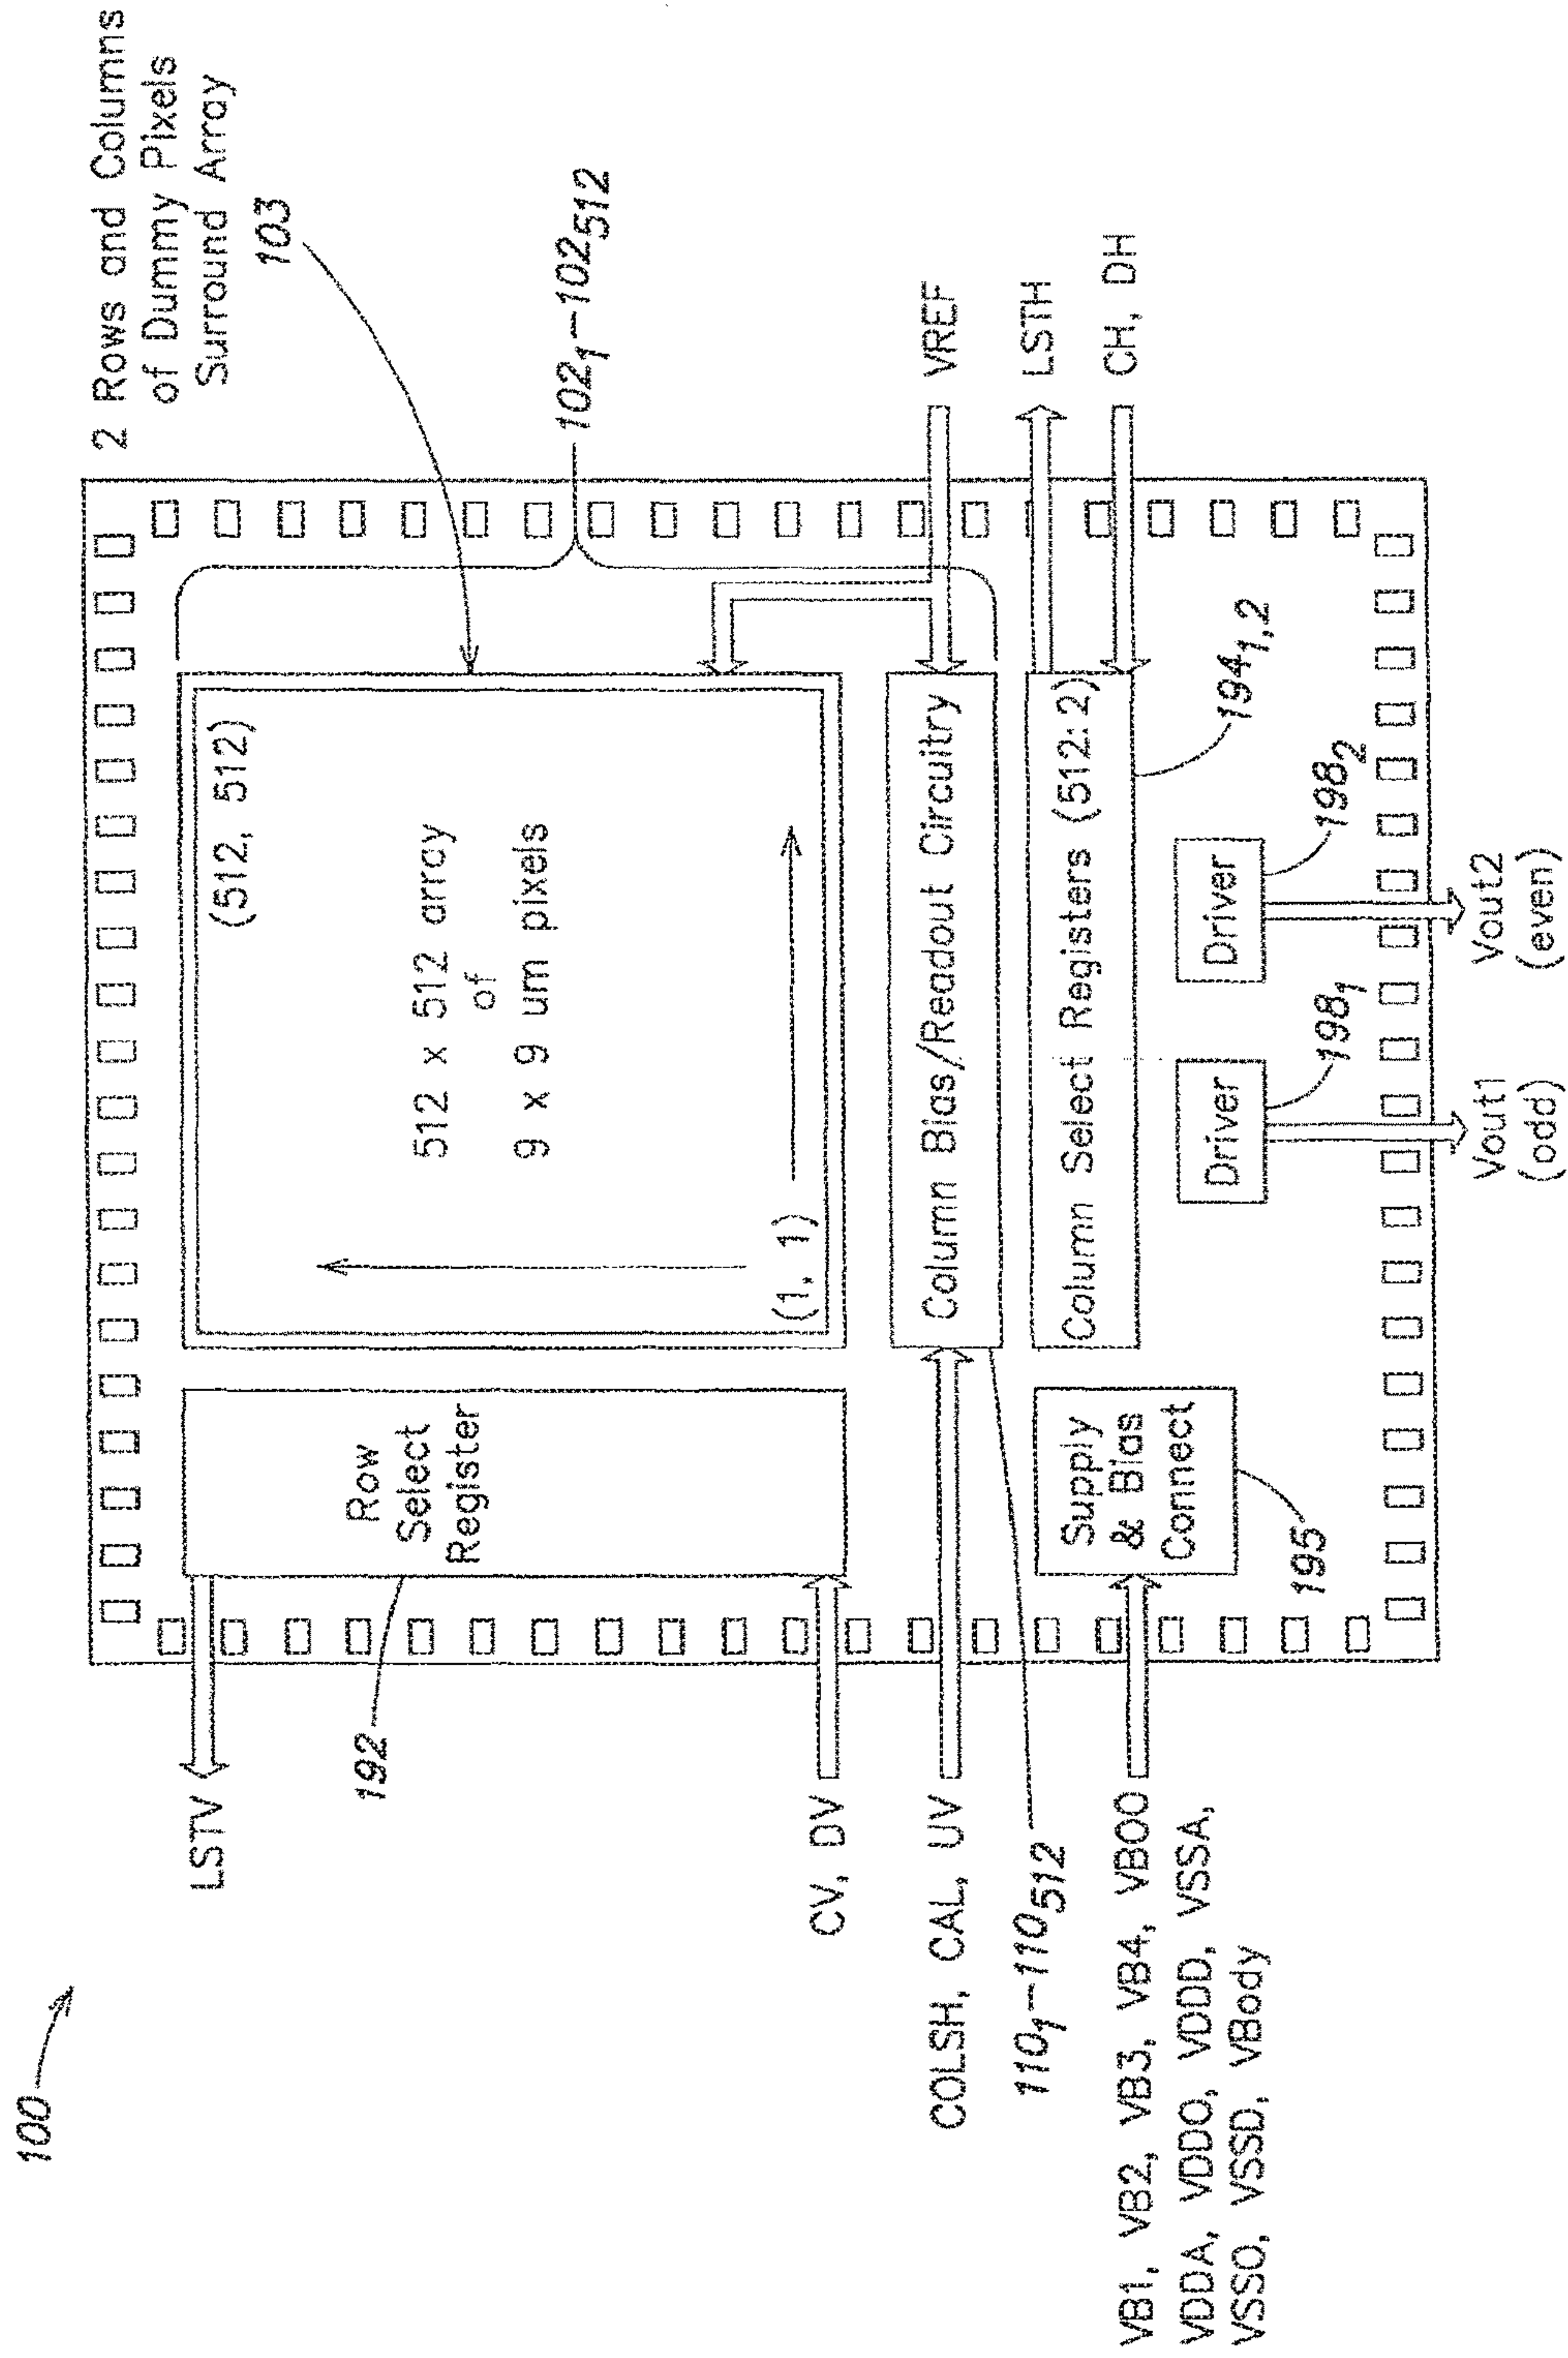 100
2 Rows and Columns
of Dummy Pixels
Surround Array
103
102₁–102₅₁₂
LSTV
192
Row
Select
Register
(512, 512)
512 x 512 array
of
9 x 9 um pixels
(1, 1)
CV, DV
VREF
COLSH, CAL, UV
Column Bias/Readout Circuitry
LSTH
110₁–110₅₁₂
Column Select Registers (512:2)
CH, DH
VB1, VB2, VB3, VB4, VBOO
VDDA, VDDO, VDDD, VSSA,
VSSO, VSSD, VBody
Supply
& Bias
Connect
195
194₁,₂
Driver
198₁
Driver
198₂
Vout1
(odd)
Vout2
(even)